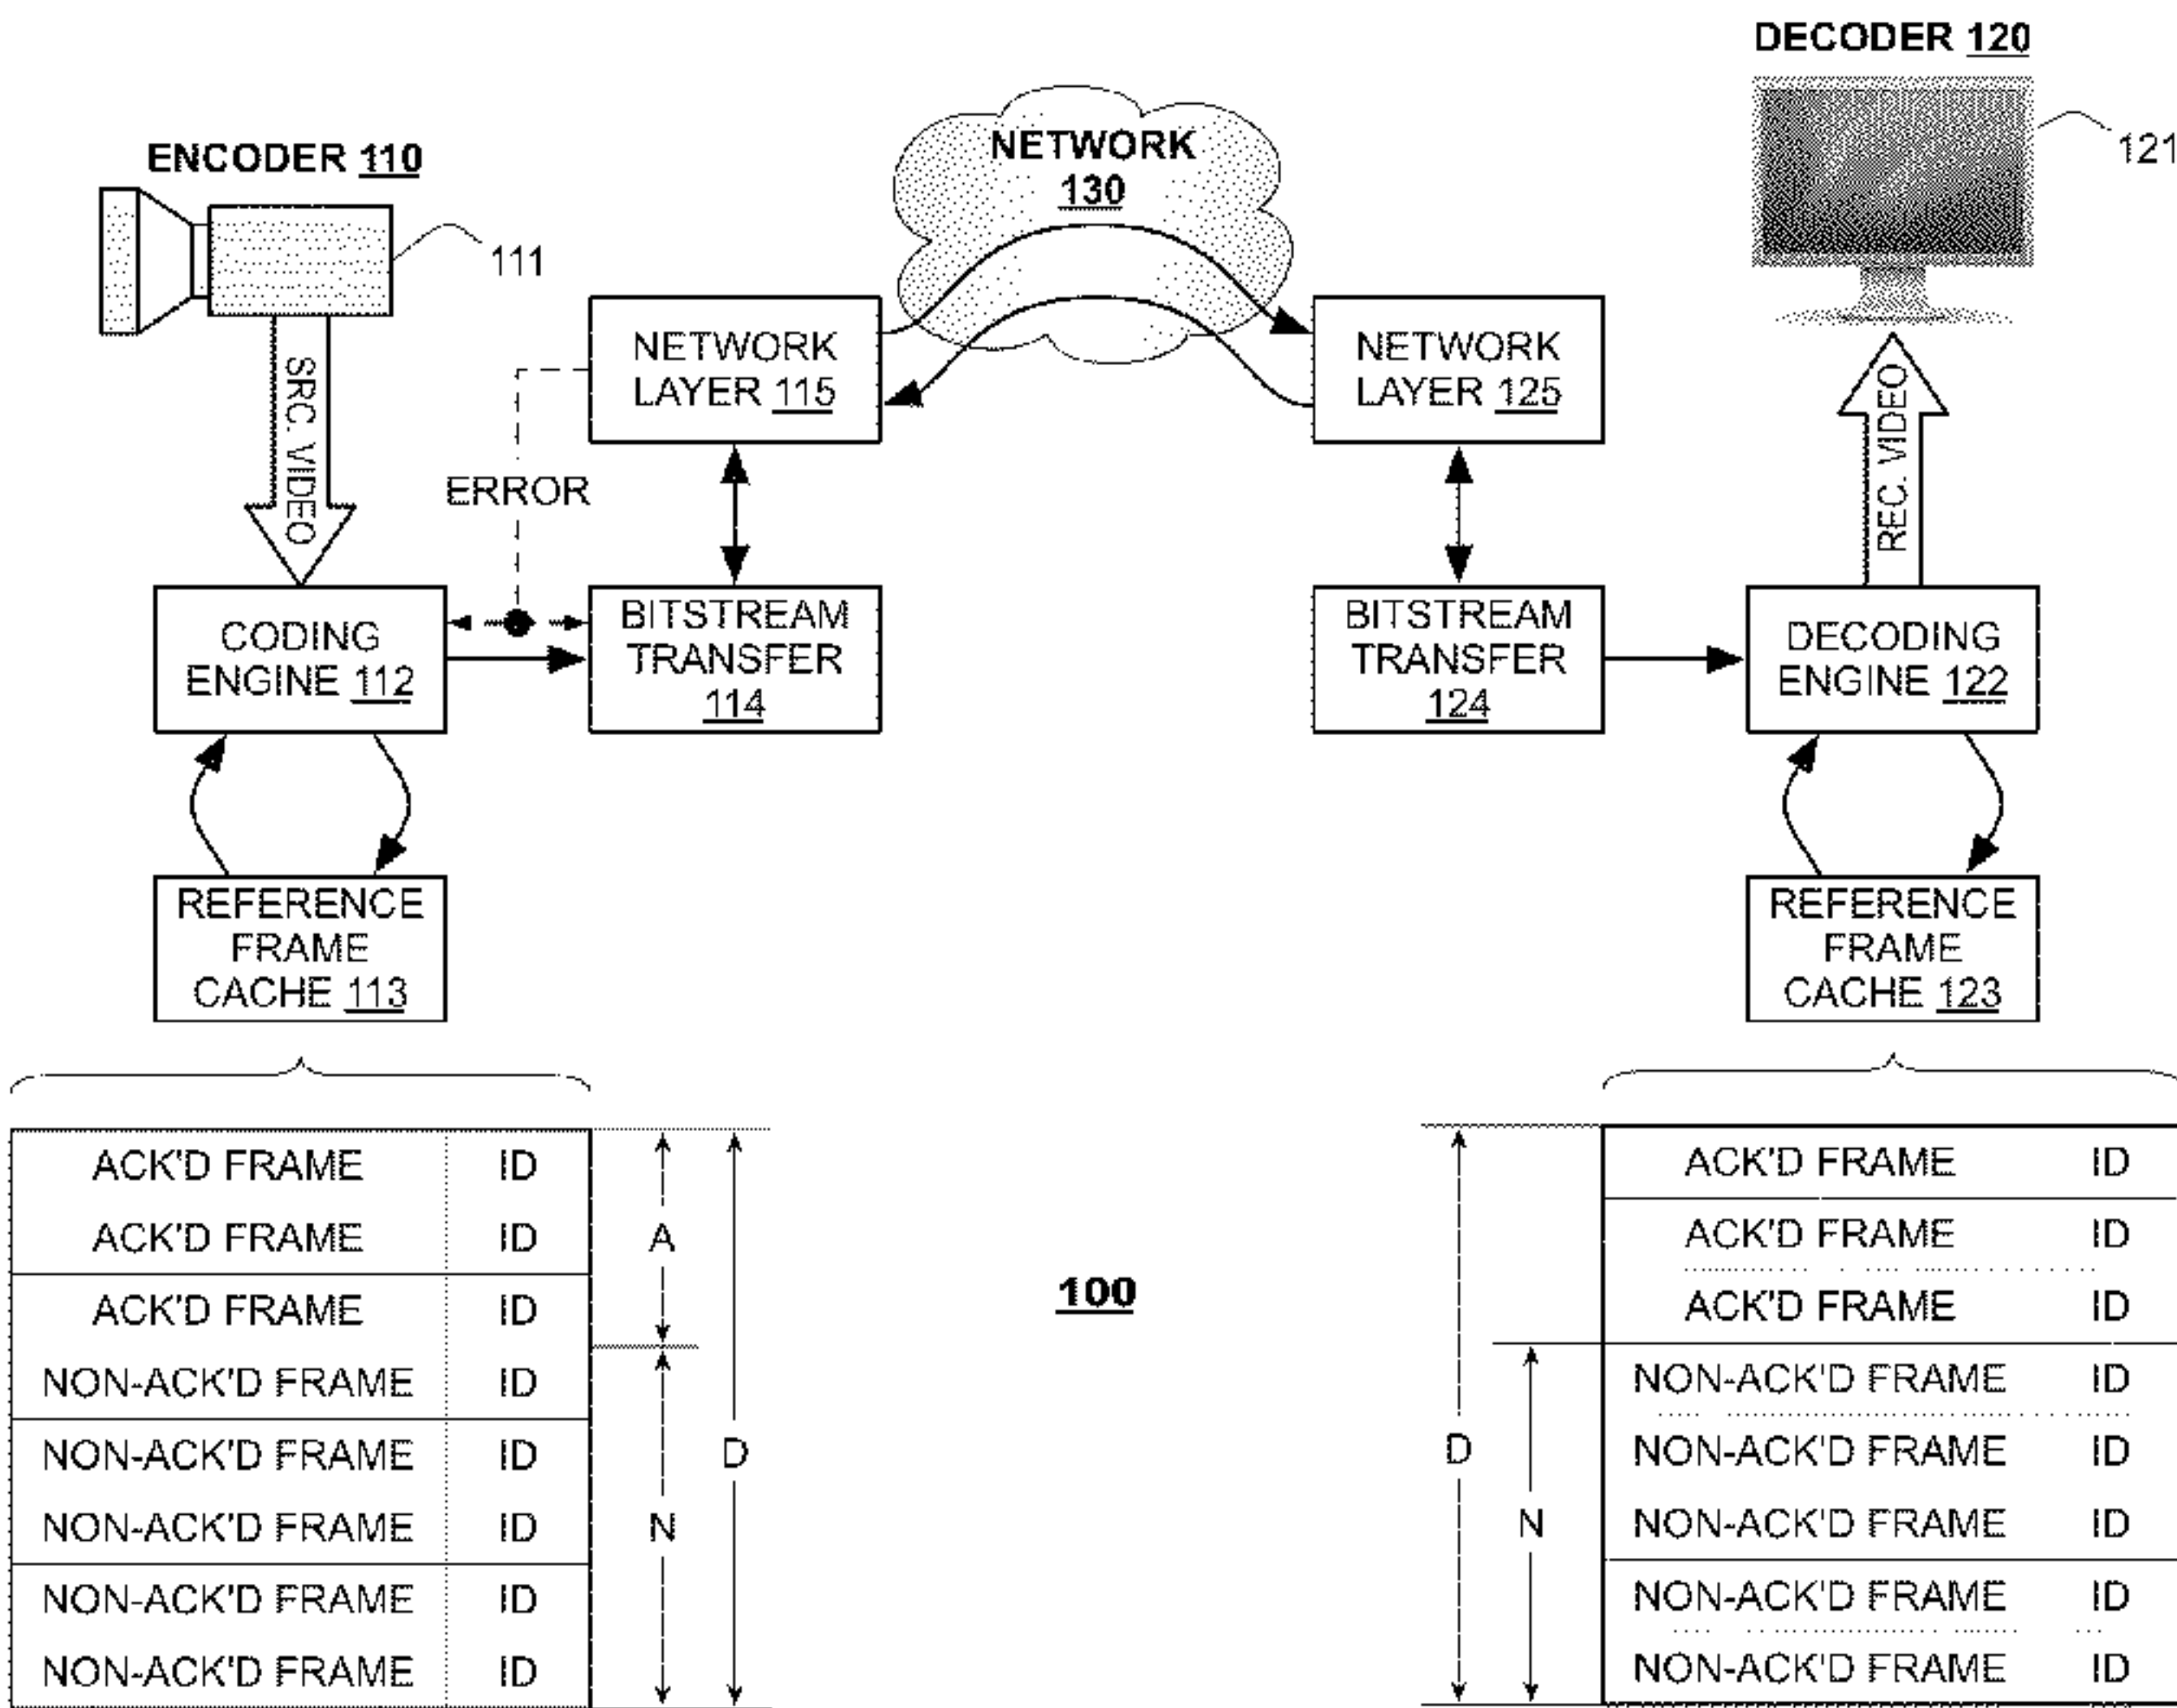 DECODER 120
121
ENCODER 110
111
NETWORK
130
SRC. VIDEO
NETWORK
LAYER 115
NETWORK
LAYER 125
REC. VIDEO
ERROR
CODING
ENGINE 112
BITSTREAM
TRANSFER
114
BITSTREAM
TRANSFER
124
DECODING
ENGINE 122
REFERENCE
FRAME
CACHE 113
REFERENCE
FRAME
CACHE 123
ACK'D FRAME ID
ACK'D FRAME ID
ACK'D FRAME ID
NON-ACK'D FRAME ID
NON-ACK'D FRAME ID
NON-ACK'D FRAME ID
NON-ACK'D FRAME ID
NON-ACK'D FRAME ID
A
N
D
100
D
N
ACK'D FRAME ID
ACK'D FRAME ID
ACK'D FRAME ID
NON-ACK'D FRAME ID
NON-ACK'D FRAME ID
NON-ACK'D FRAME ID
NON-ACK'D FRAME ID
NON-ACK'D FRAME ID